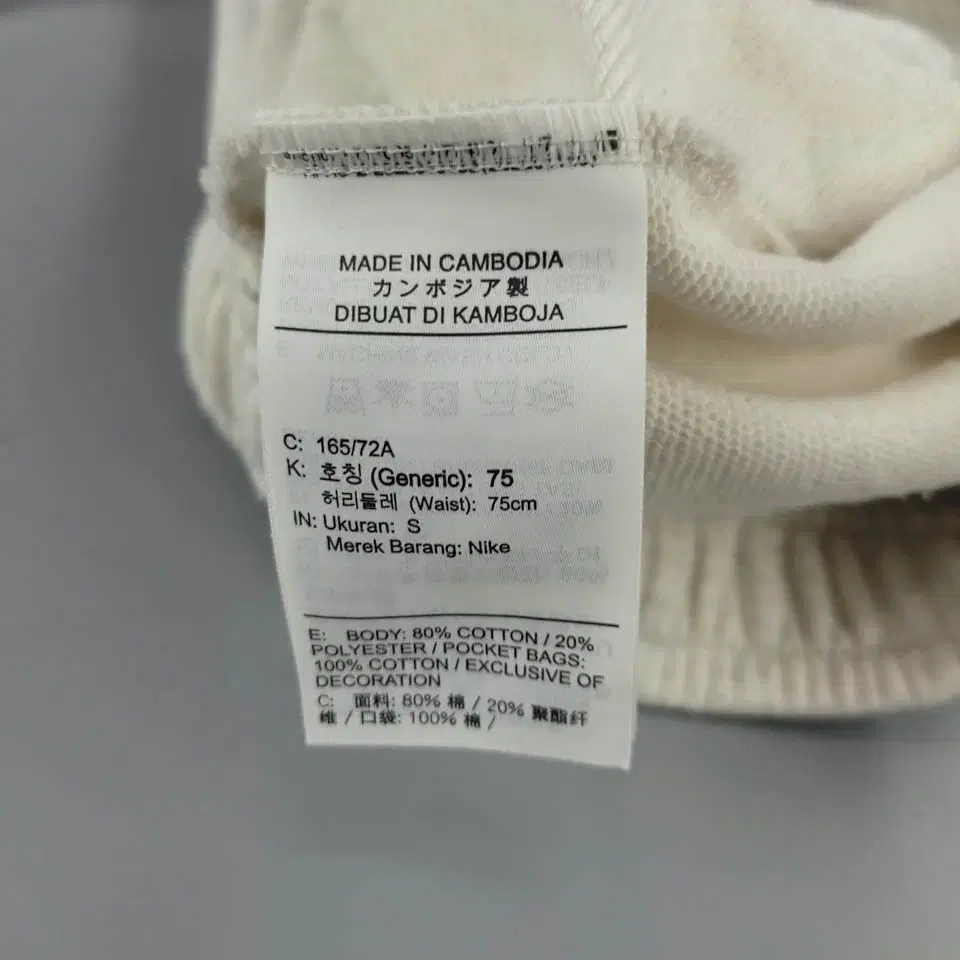 MADE IN CAMBODIA
カンボジア製
DIBUAT DI KAMBOJA
C: 165/72A
K: 호칭 (Generic): 75
허리둘레 (Waist): 75cm
IN: Ukuran: S
Merek Barang: Nike
E: BODY: 80% COTTON / 20%
POLYESTER / POCKET BAGS:
100% COTTON / EXCLUSIVE OF
DECORATION
C: 面料: 80% 棉 / 20% 聚酯纤
维 / 口袋: 100% 棉 /